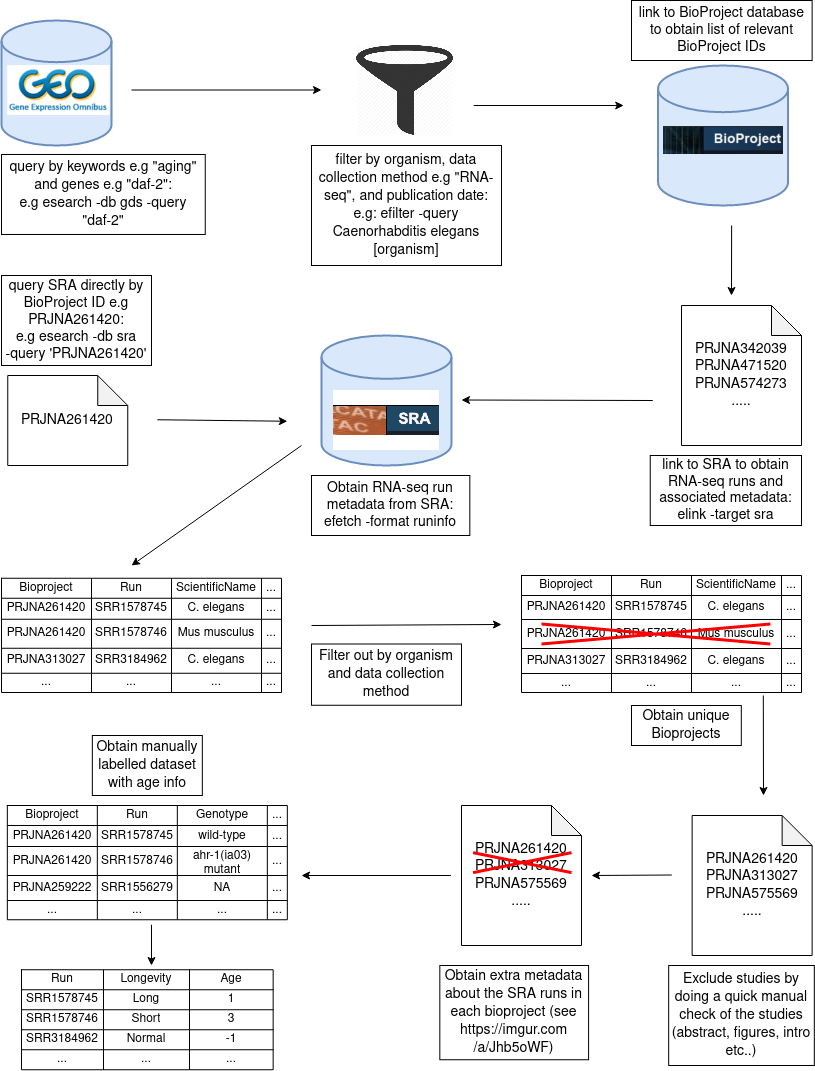 link to BioProject database
to obtain list of relevant
BioProject IDs
GEO
Gene Expression Omnibus
BioProject
query by keywords e.g "aging"
and genes e.g "daf-2":
e.g esearch -db gds -query
"daf-2"
filter by organism, data
collection method e.g "RNA-
seq", and publication date:
e.g: efilter -query
Caenorhabditis elegans
[organism]
query SRA directly by
BioProject ID e.g
PRJNA261420:
e.g esearch -db sra
-query 'PRJNA261420'
PRJNA261420
CATA
TAC
SRA
PRJNA342039
PRJNA471520
PRJNA574273
.....
Obtain RNA-seq run
metadata from SRA:
efetch -format runinfo
link to SRA to obtain
RNA-seq runs and
associated metadata:
elink -target sra
Bioproject Run ScientificName ...
PRJNA261420 SRR1578745 C. elegans ...
PRJNA261420 SRR1578746 Mus musculus ...
PRJNA313027 SRR3184962 C. elegans ...
... ... ... ...
Filter out by organism
and data collection
method
Bioproject Run ScientificName ...
PRJNA261420 SRR1578745 C. elegans ...
PRJNA261420 SRR1578746 Mus musculus ...
PRJNA313027 SRR3184962 C. elegans ...
... ... ... ...
Obtain unique
Bioprojects
PRJNA261420
PRJNA313027
PRJNA575569
.....
Exclude studies by
doing a quick manual
check of the studies
(abstract, figures, intro
etc..)
PRJNA261420
PRJNA313027
PRJNA575569
.....
Obtain extra metadata
about the SRA runs in
each bioproject (see
https://imgur.com
/a/Jhb5oWF)
Obtain manually
labelled dataset
with age info
Bioproject Run Genotype ...
PRJNA261420 SRR1578745 wild-type ...
PRJNA261420 SRR1578746 ahr-1(ia03) ...
mutant
PRJNA259222 SRR1556279 NA ...
... ... ... ...
Run Longevity Age
SRR1578745 Long 1
SRR1578746 Short 3
SRR3184962 Normal -1
... ... ...